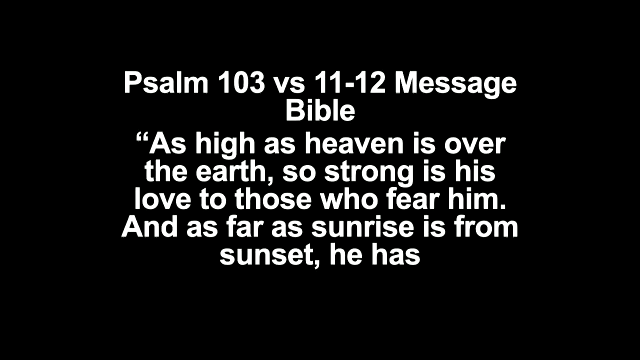 Psalm 103 vs 11-12 Message
Bible
“As high as heaven is over
the earth, so strong is his
love to those who fear him.
And as far as sunrise is from
sunset, he has